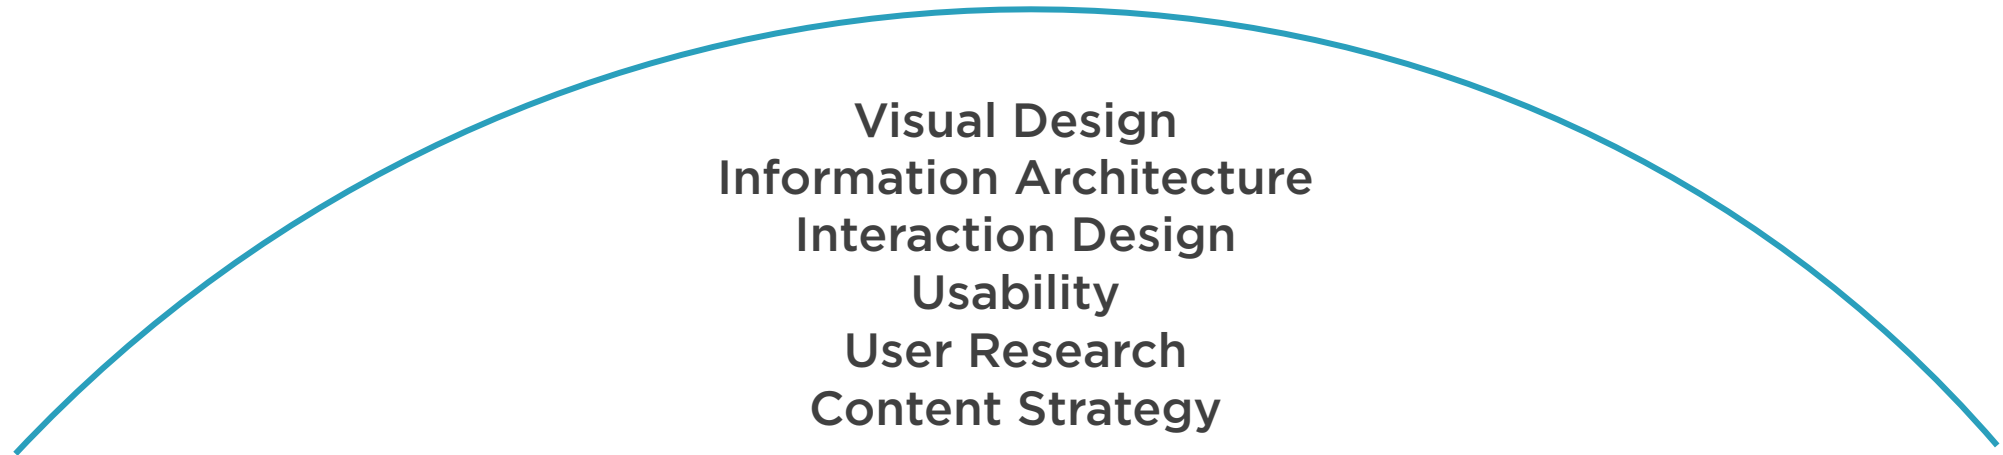 Visual Design
Information Architecture
Interaction Design
Usability
User Research
Content Strategy